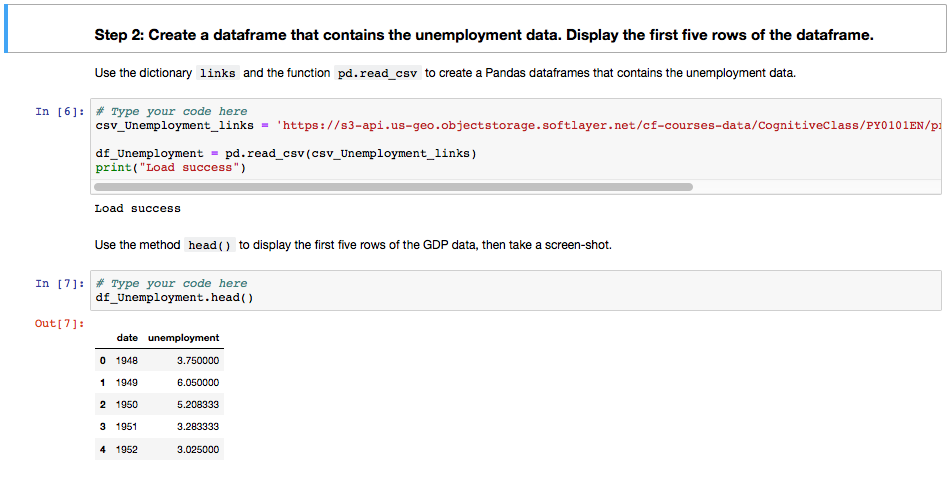 Step 2: Create a dataframe that contains the unemployment data. Display the first five rows of the dataframe.
Use the dictionary links and the function pd.read_csv to create a Pandas dataframes that contains the unemployment data.
In [6]: # Type your code here
csv_Unemployment_links = 'https://s3-api.us-geo.objectstorage.softlayer.net/cf-courses-data/CognitiveClass/PY0101EN/p
df_Unemployment = pd.read_csv(csv_Unemployment_links)
print("Load success")
Load success
Use the method head() to display the first five rows of the GDP data, then take a screen-shot.
In [7]: # Type your code here
df_Unemployment.head()
Out[7]:
date unemployment
0 1948 3.750000
1 1949 6.050000
2 1950 5.208333
3 1951 3.283333
4 1952 3.025000